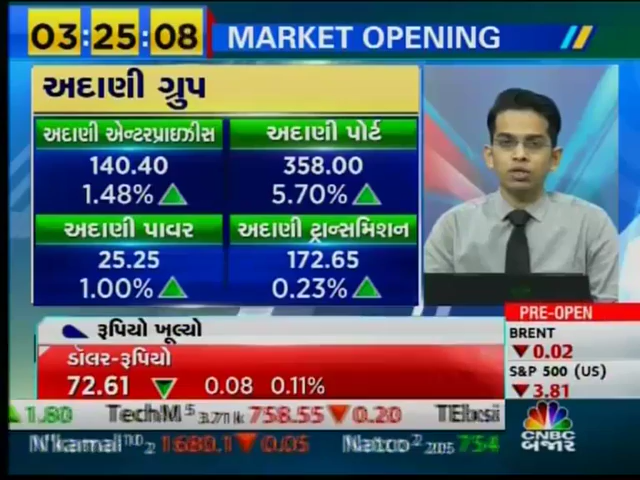 03:25:08
MARKET OPENING
અદાણી ગ્રુપ
અદાણી એન્ટરપ્રાઇઝીસ
140.40
1.48%
અદાણી પોર્ટ
358.00
5.70%
અદાણી પાવર
25.25
1.00%
અદાણી ટ્રાન્સમિશન
172.65
0.23%
રૂપિયો ખૂલ્યો
ડૉલર-રૂપિયો
72.61 0.08 0.11%
PRE-OPEN
BRENT
0.02
S&P 500 (US)
3.81
1.80 TechM 758.55 0.20
1680.1 0.05 Natco
CNBC
બજાર